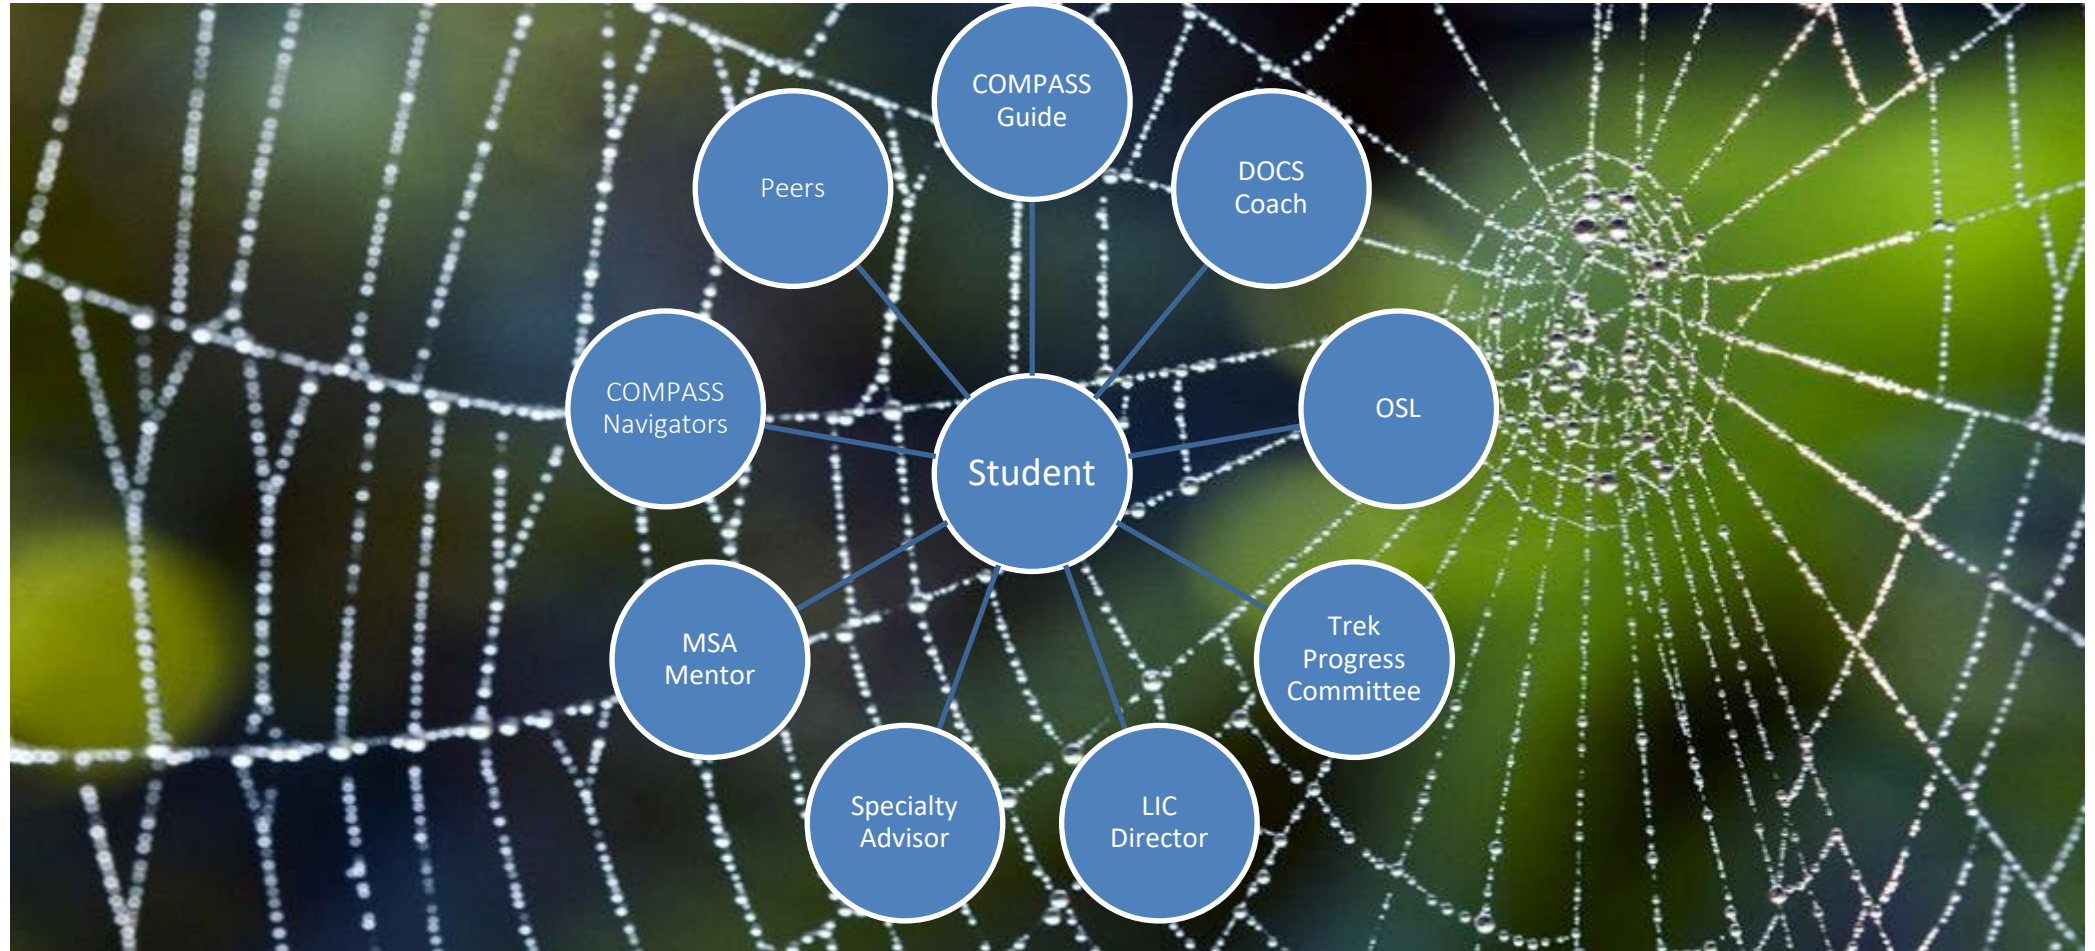 COMPASS
Guide
DOCS
Coach
OSL
Trek
Progress
Committee
LIC
Director
Specialty
Advisor
MSA
Mentor
COMPASS
Navigators
Peers
Student